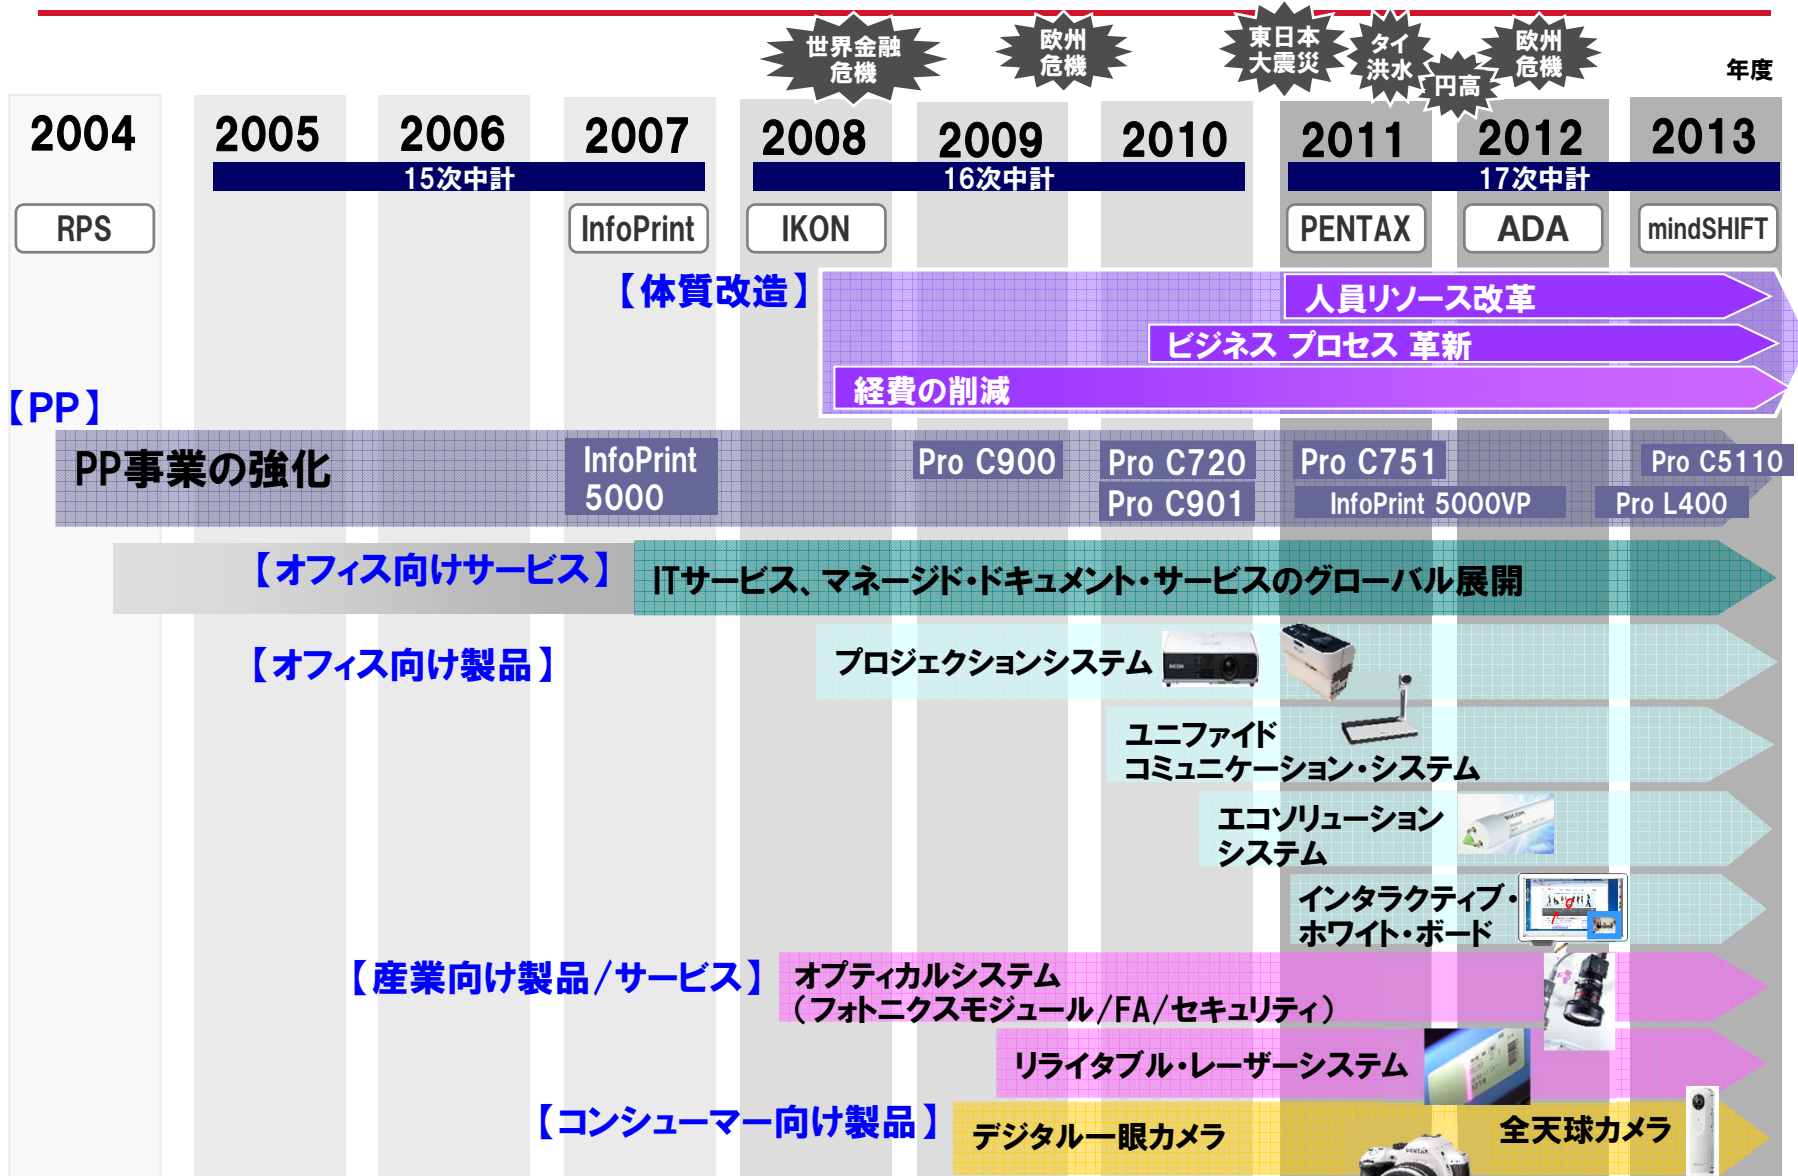 世界金融
危機
欧州
危機
東日本
大震災
タイ
洪水
円高
欧州
危機
年度
2004
2005
2006
2007
2008
2009
2010
2011
2012
2013
15次中計
16次中計
17次中計
RPS
InfoPrint
IKON
PENTAX
ADA
mindSHIFT
【体質改造】
人員リソース改革
ビジネス プロセス 革新
経費の削減
【PP】
PP事業の強化
InfoPrint
5000
Pro C900
Pro C720
Pro C901
Pro C751
InfoPrint 5000VP
Pro C5110
Pro L400
【オフィス向けサービス】
ITサービス、マネージド・ドキュメント・サービスのグローバル展開
【オフィス向け製品】
プロジェクションシステム
ユニファイド
コミュニケーション・システム
エコソリューション
システム
インタラクティブ・
ホワイト・ボード
【産業向け製品/サービス】
オプティカルシステム
（フォトニクスモジュール/FA/セキュリティ）
リライタブル・レーザーシステム
【コンシューマー向け製品】
デジタル一眼カメラ
全天球カメラ
PENTAX